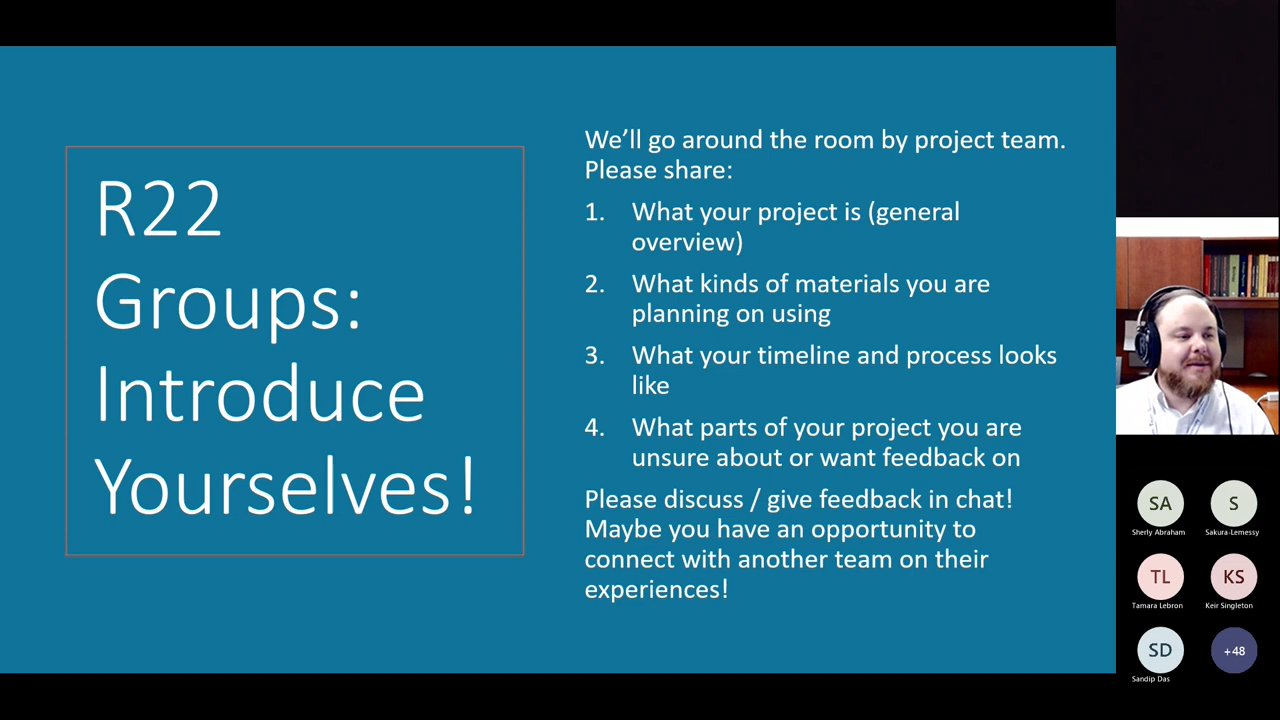 R22
Groups:
Introduce
Yourselves!
We'll go around the room by project team.
Please share:
1. What your project is (general
overview)
2. What kinds of materials you are
planning on using
3. What your timeline and process looks
like
4. What parts of your project you are
unsure about or want feedback on
Please discuss / give feedback in chat!
Maybe you have an opportunity to
connect with another team on their
experiences!
SA
Sherly Abraham
S
Sakura-Lemessy
TL
Tamara Lebron
KS
Keir Singleton
SD
Sandip Das
+48